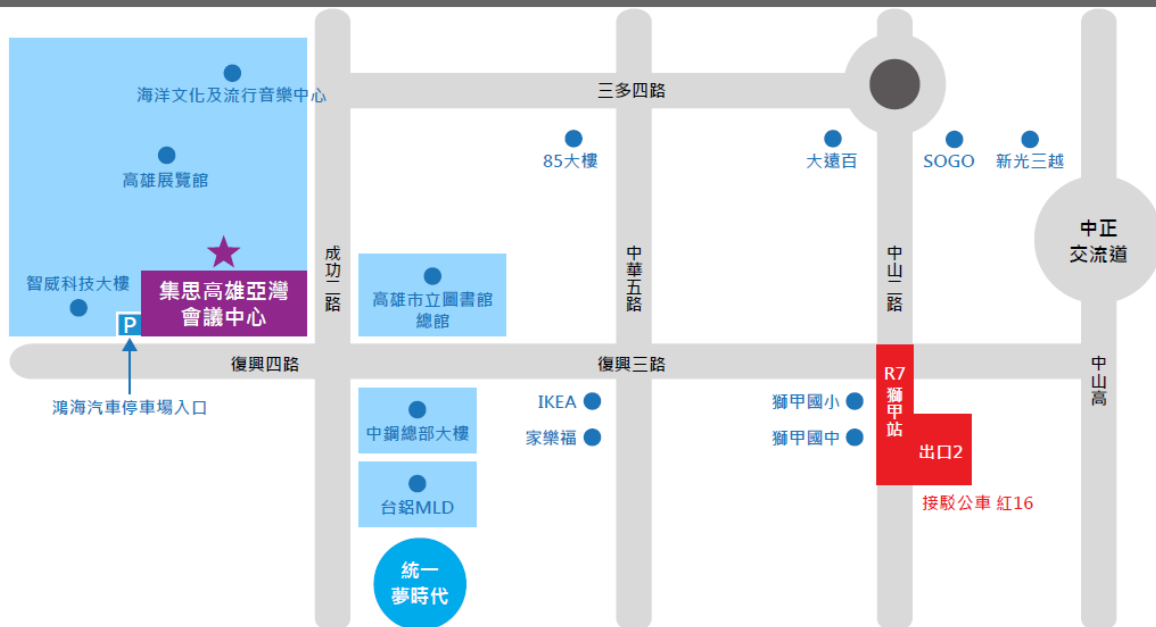 海洋文化及流行音樂中心
三多四路
85大樓
大遠百
SOGO
新光三越
高雄展覽館
中正
交流道
成功二路
中華五路
中山二路
智威科技大樓
集思高雄亞灣
會議中心
高雄市立圖書館
總館
P
復興四路
復興三路
中山高
R7
獅甲站
鴻海汽車停車場入口
IKEA
獅甲國小
中鋼總部大樓
家樂福
獅甲國中
出口2
台鋁MLD
接駁公車 紅16
統一
夢時代